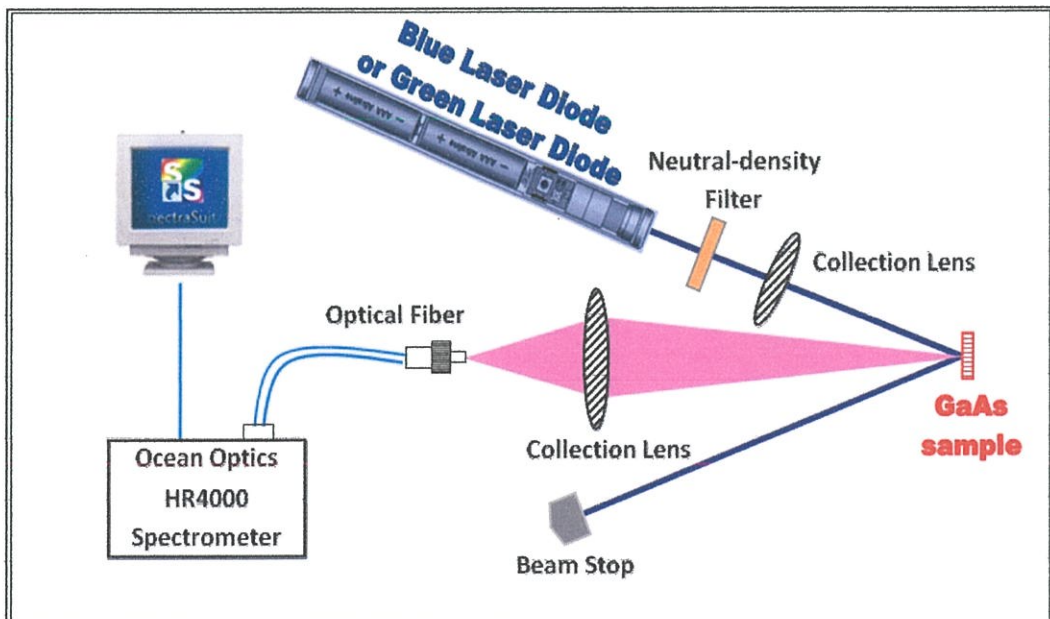 Blue Laser Diode
or Green Laser Diode
Neutral-density
Filter
Collection Lens
Optical Fiber
GaAs
sample
Collection Lens
Ocean Optics
HR4000
Spectrometer
Beam Stop